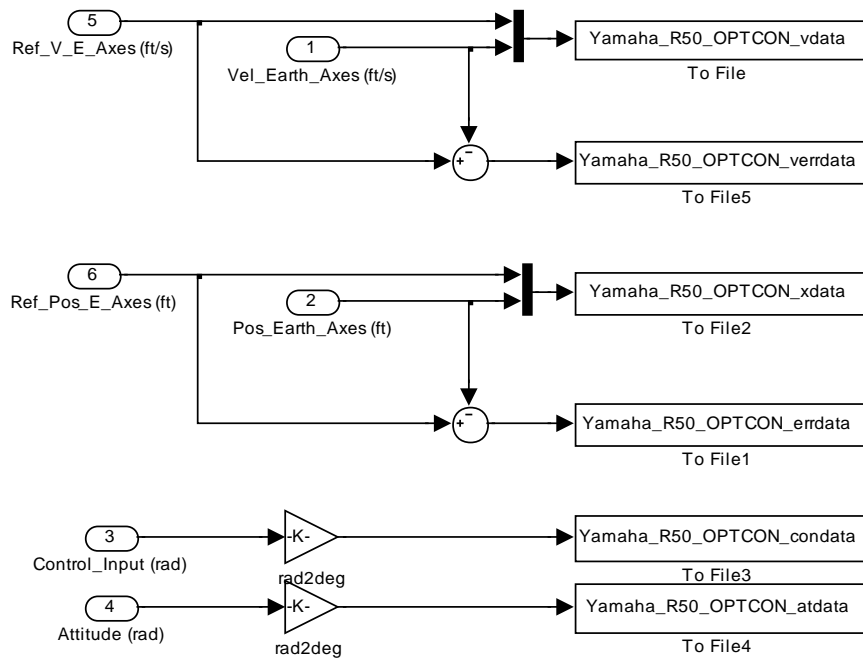 5
Ref_V_E_Axes (ft/s)
1
Vel_Earth_Axes (ft/s)
Yamaha_R50_OPTCON_vdata
To File
Yamaha_R50_OPTCON_verrdata
To File5
6
Ref_Pos_E_Axes (ft)
2
Pos_Earth_Axes (ft)
Yamaha_R50_OPTCON_xdata
To File2
Yamaha_R50_OPTCON_errdata
To File1
3
Control_Input (rad)
-K-
rad2deg
Yamaha_R50_OPTCON_condata
To File3
4
Attitude (rad)
-K-
rad2deg
Yamaha_R50_OPTCON_atdata
To File4